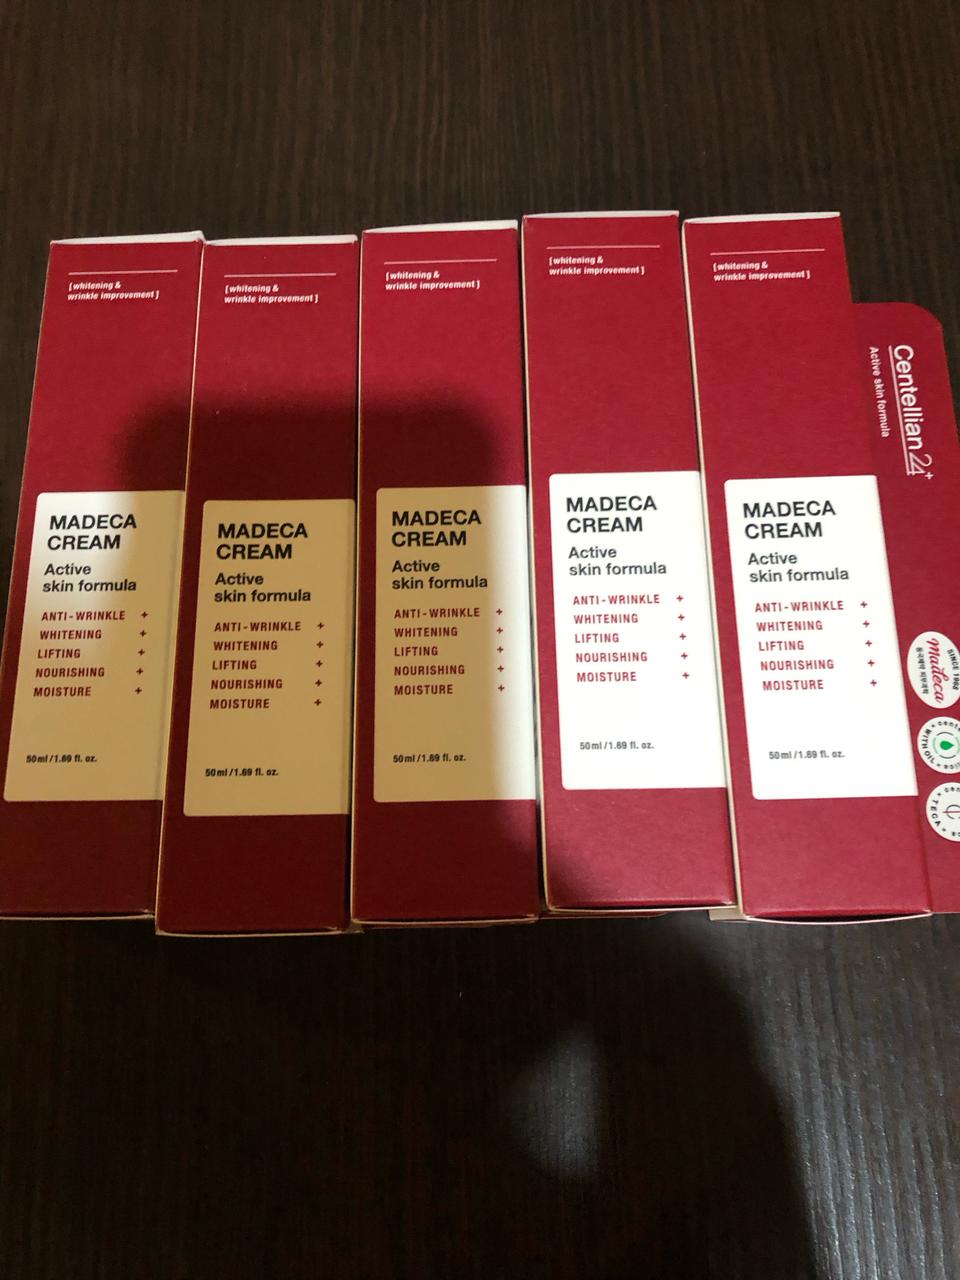 [whitening &
wrinkle improvement]
MADECA
CREAM
Active
skin formula
ANTI-WRINKLE +
WHITENING +
LIFTING +
NOURISHING +
MOISTURE +
50ml/1.69 fl. oz.
[whitening &
wrinkle improvement]
MADECA
CREAM
Active
skin formula
ANTI-WRINKLE +
WHITENING +
LIFTING +
NOURISHING +
MOISTURE +
50ml/1.69 fl. oz.
[whitening &
wrinkle improvement]
MADECA
CREAM
Active
skin formula
ANTI-WRINKLE +
WHITENING +
LIFTING +
NOURISHING +
MOISTURE +
50ml/1.69 fl. oz.
[whitening &
wrinkle improvement]
MADECA
CREAM
Active
skin formula
ANTI-WRINKLE +
WHITENING +
LIFTING +
NOURISHING +
MOISTURE +
50ml/1.69 fl. oz.
[whitening &
wrinkle improvement]
MADECA
CREAM
Active
skin formula
ANTI-WRINKLE +
WHITENING +
LIFTING +
NOURISHING +
MOISTURE +
50ml/1.69 fl. oz.
Centellian 24+
Active skin formula
SINCE 1968
Madeca
WITH OIL
TECA